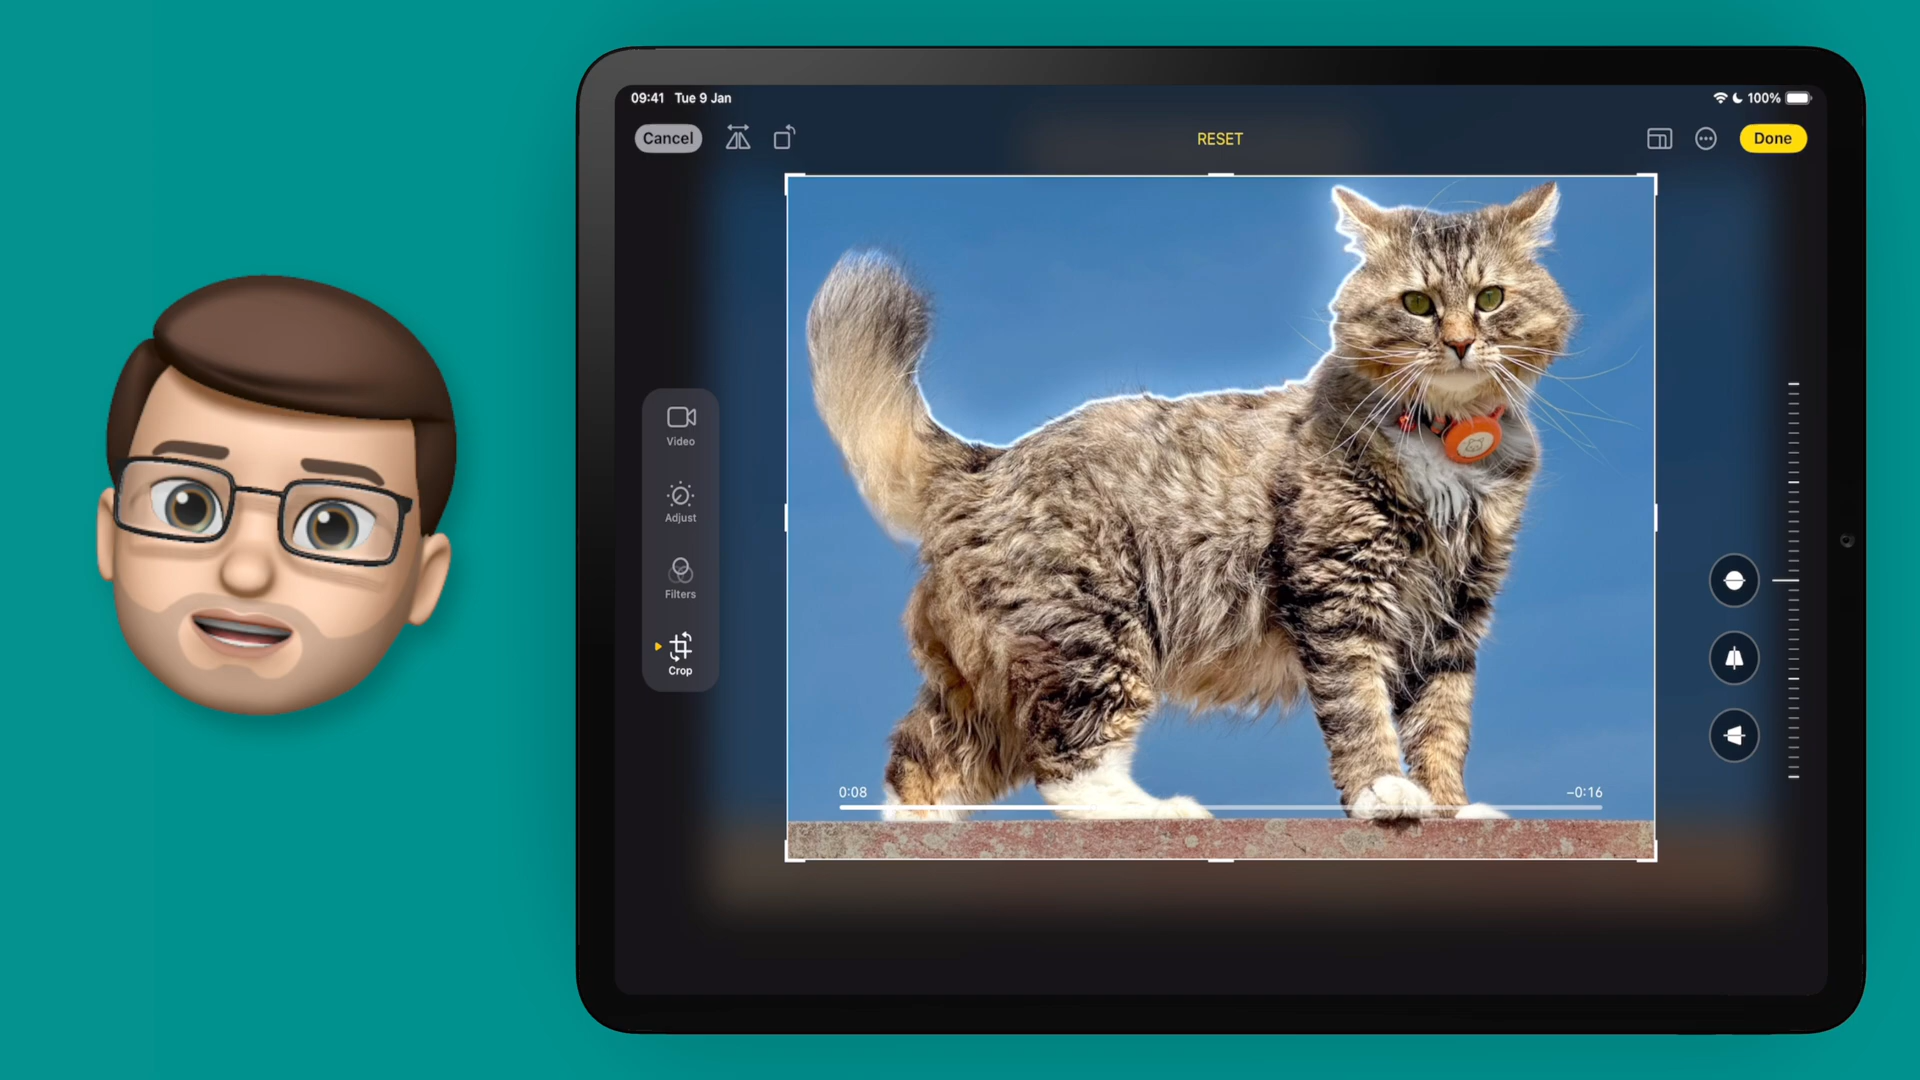 09:41 Tue 9 Jan
100%
Cancel
RESET
Done
Video
Adjust
Filters
Crop
0:08
−0:16